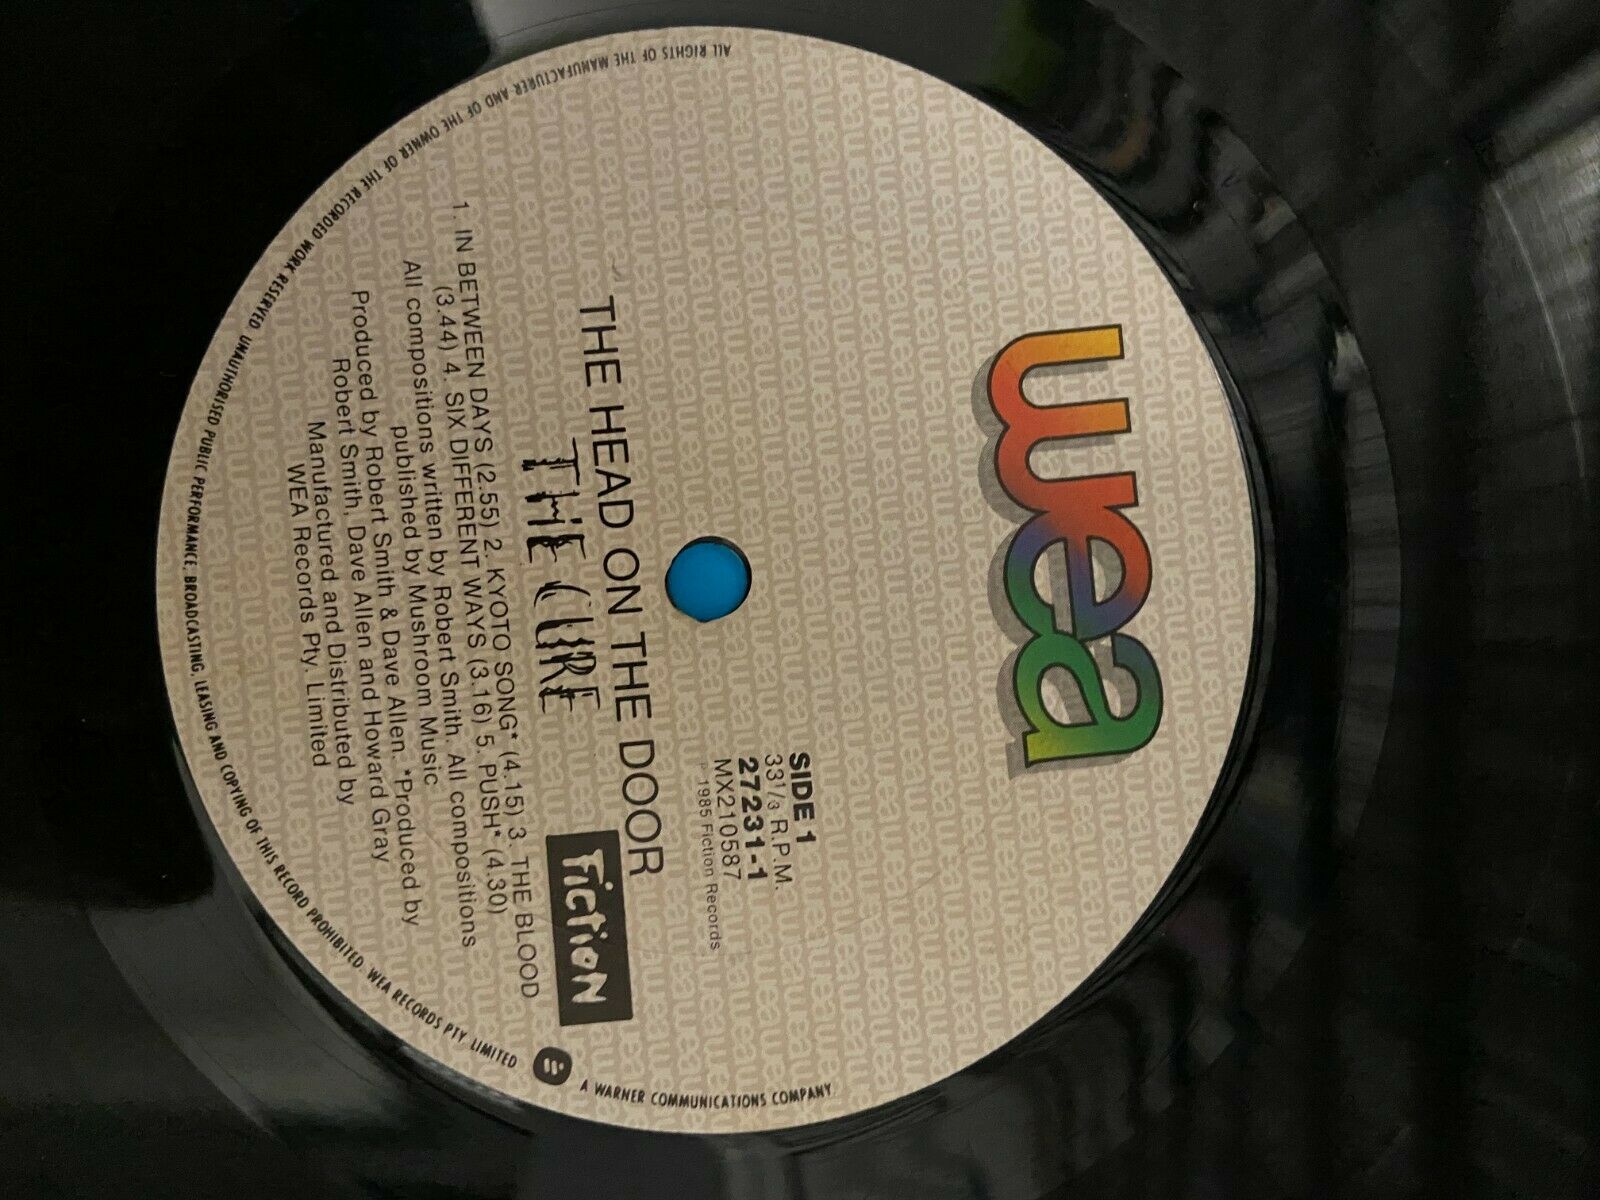 wea
SIDE 1
33 1/3 R.P.M.
27231-1
MX210587
℗ 1985 Fiction Records
THE HEAD ON THE DOOR
THE CURE
Fiction
1. IN BETWEEN DAYS (2.55) 2. KYOTO SONG* (4.15) 3. THE BLOOD
(3.44) 4. SIX DIFFERENT WAYS (3.16) 5. PUSH* (4.30)
All compositions written by Robert Smith. All compositions
published by Mushroom Music
Produced by Robert Smith & Dave Allen. *Produced by
Robert Smith, Dave Allen and Howard Gray
Manufactured and Distributed by
WEA Records Pty. Limited
ALL RIGHTS OF THE MANUFACTURER AND OF THE OWNER OF THE RECORDED WORK RESERVED. UNAUTHORISED PUBLIC PERFORMANCE, BROADCASTING, LEASING AND COPYING OF THIS RECORD PROHIBITED. WEA RECORDS PTY. LIMITED
A WARNER COMMUNICATIONS COMPANY